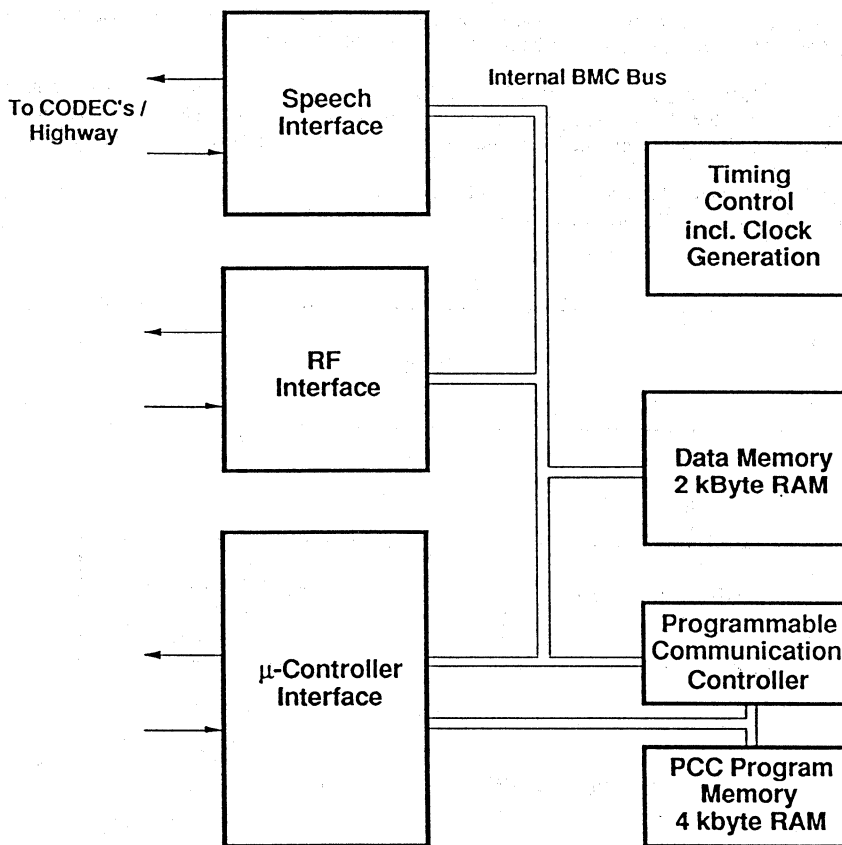 Speech
Interface
Internal BMC Bus
To CODEC's /
Highway
Timing
Control
incl. Clock
Generation
RF
Interface
Data Memory
2 kByte RAM
μ-Controller
Interface
Programmable
Communication
Controller
PCC Program
Memory
4 kbyte RAM